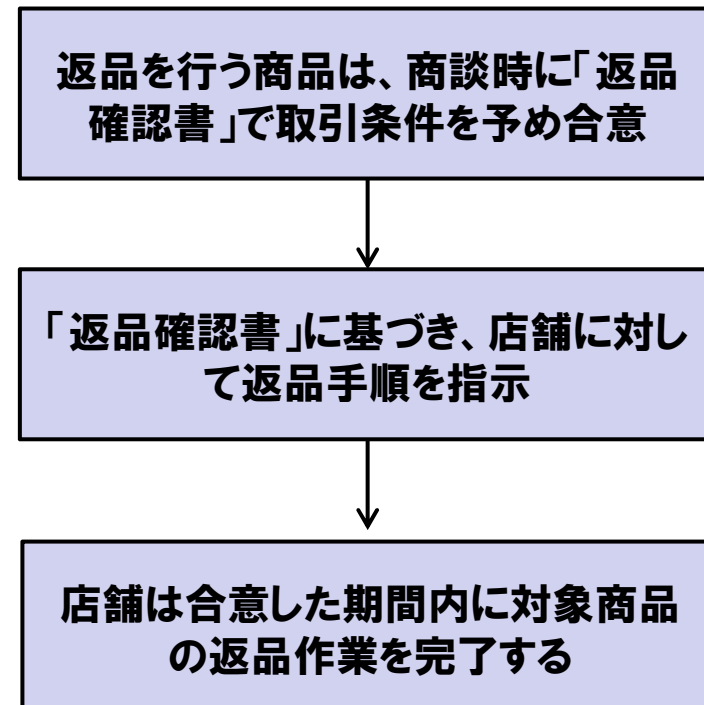 返品を行う商品は、商談時に「返品
確認書」で取引条件を予め合意
「返品確認書」に基づき、店舗に対し
て返品手順を指示
店舗は合意した期間内に対象商品
の返品作業を完了する